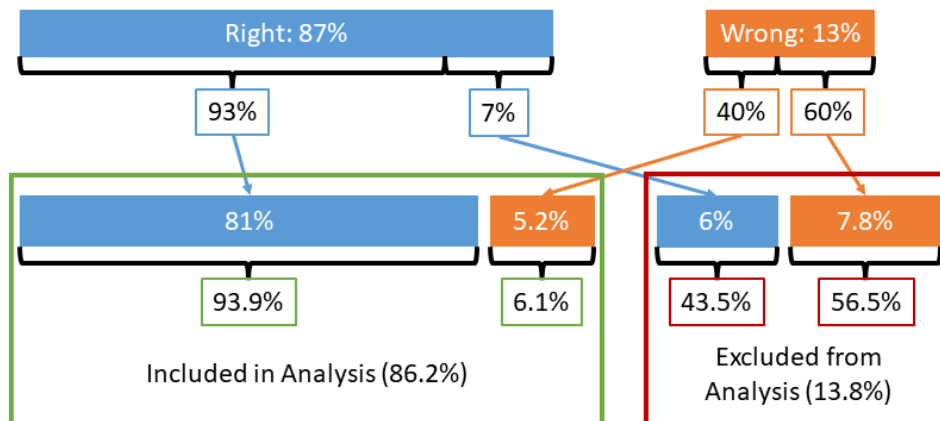 Right: 87%
Wrong: 13%
93%
7%
40%
60%
81%
5.2%
6%
7.8%
93.9%
6.1%
43.5%
56.5%
Included in Analysis (86.2%)
Excluded from
Analysis (13.8%)